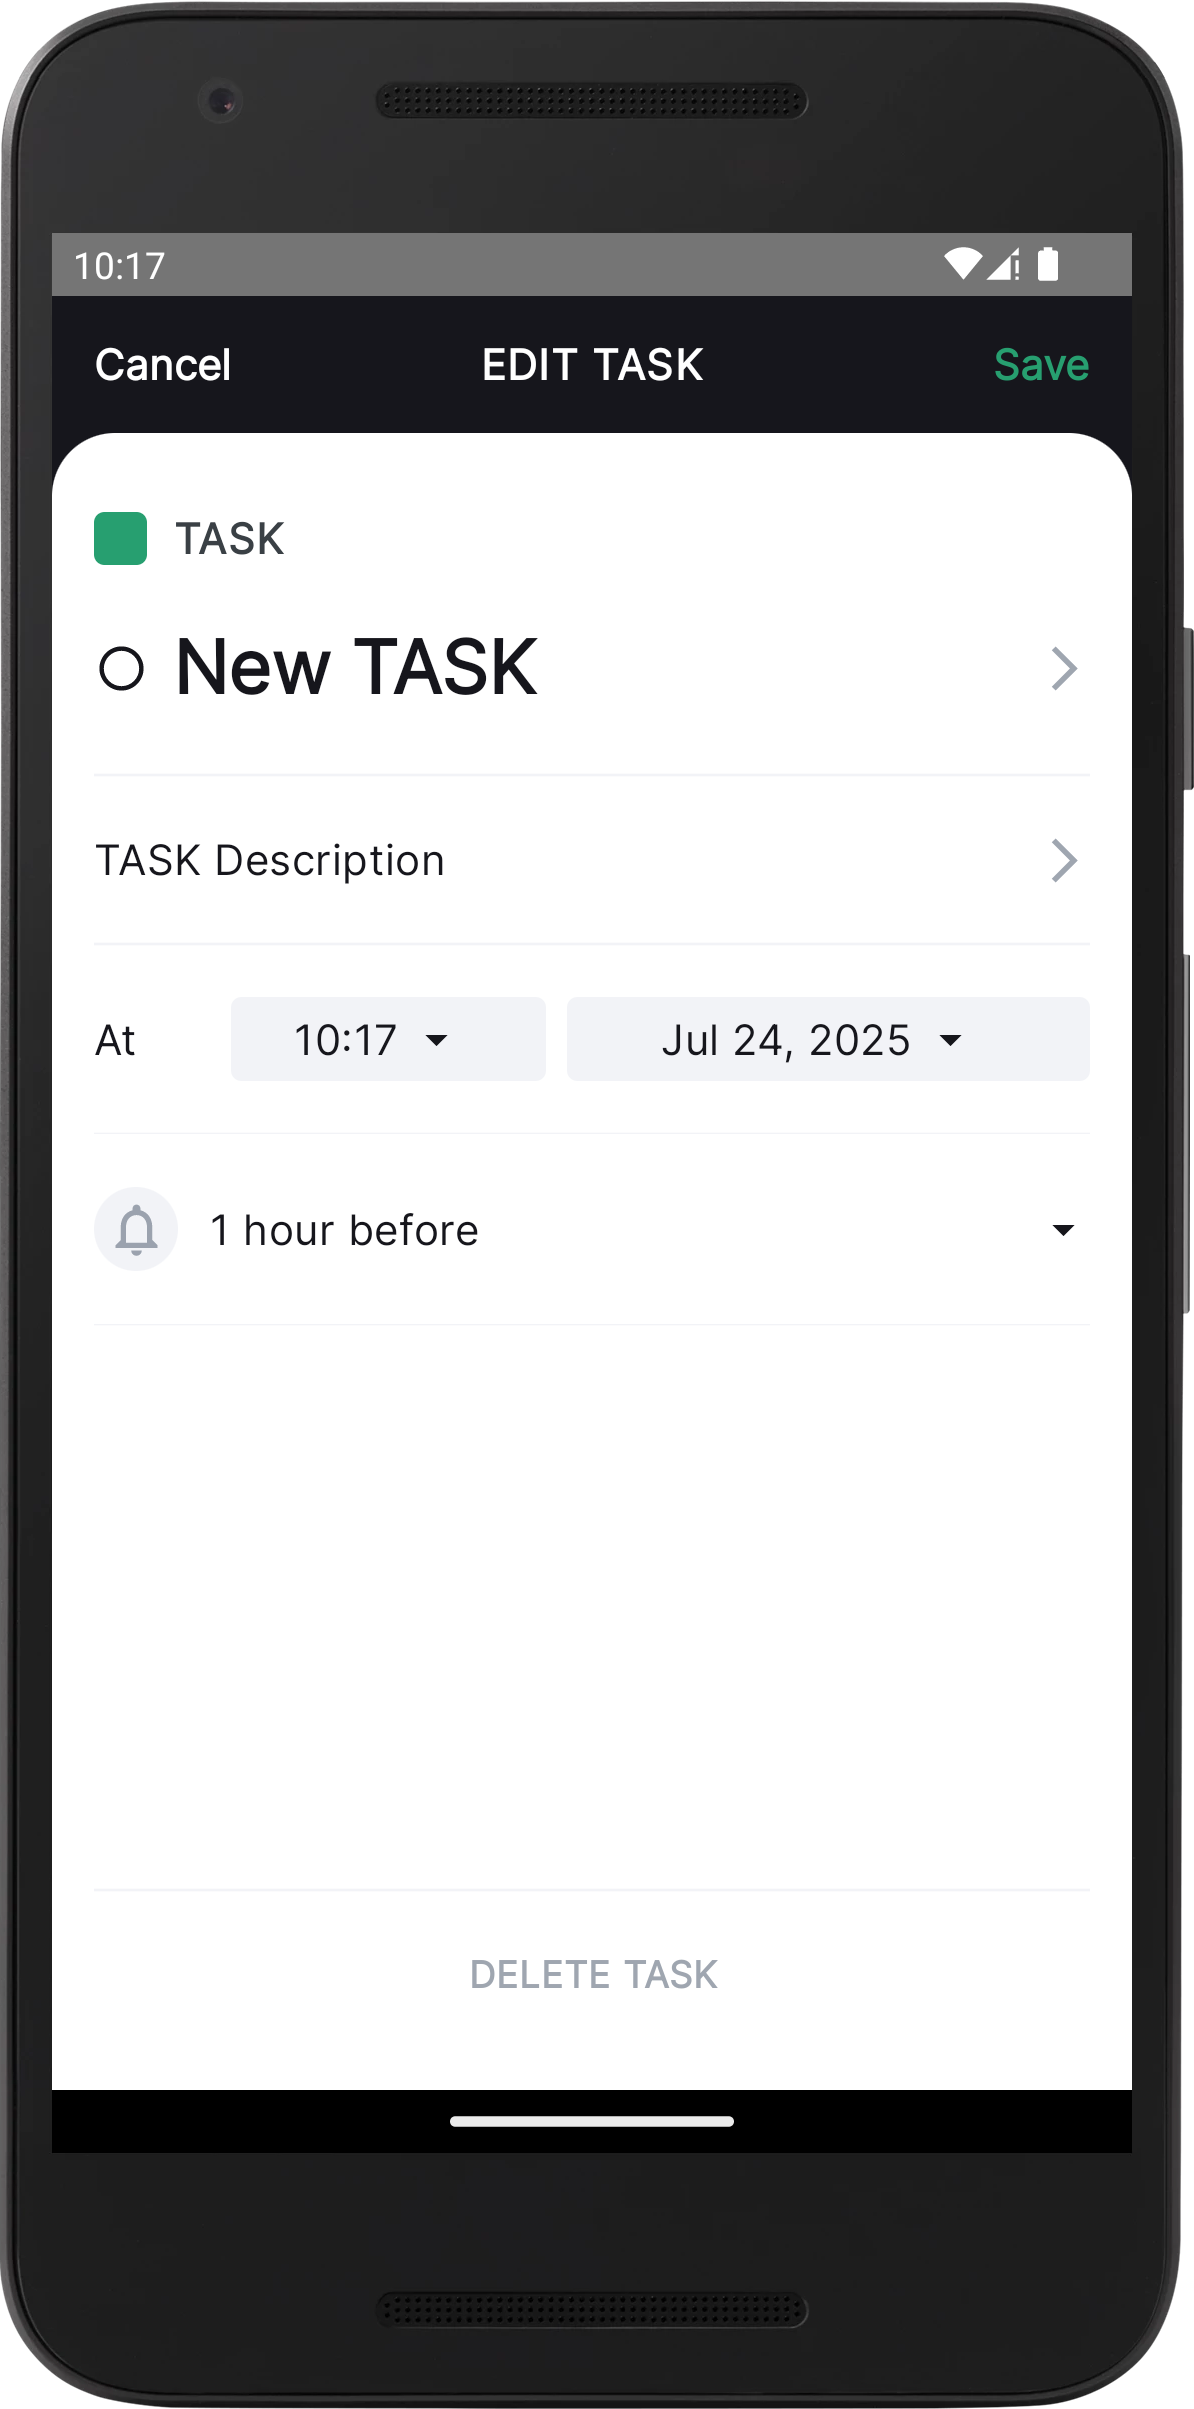 10:17
Cancel EDIT TASK Save
TASK
New TASK
TASK Description
At 10:17 Jul 24, 2025
1 hour before
DELETE TASK